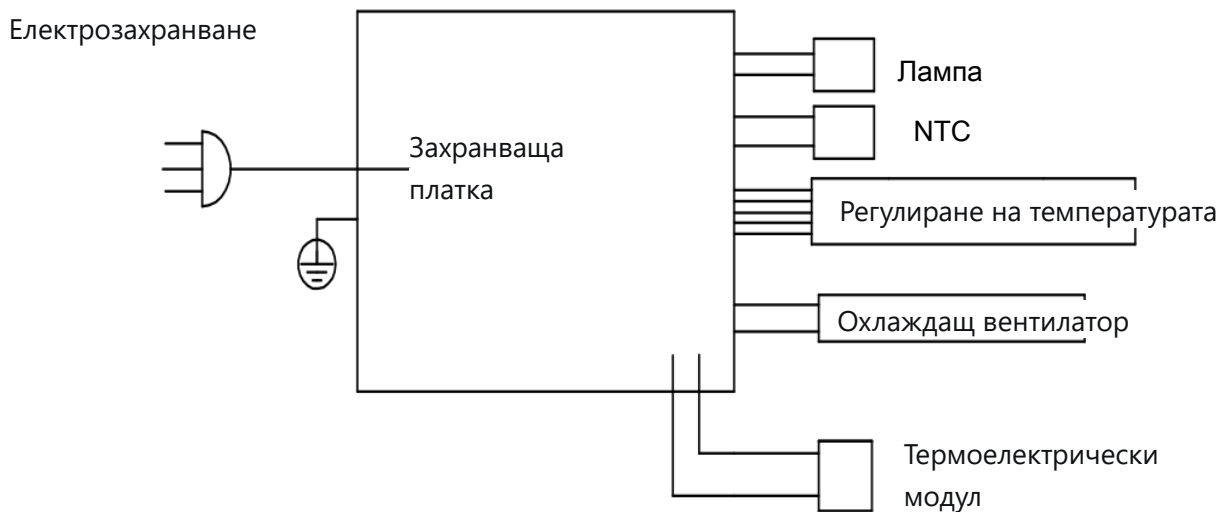 Електрозахранване
Лампа
NTC
Захранваща
платка
Регулиране на температурата
Охлаждащ вентилатор
Термоелектрически
модул